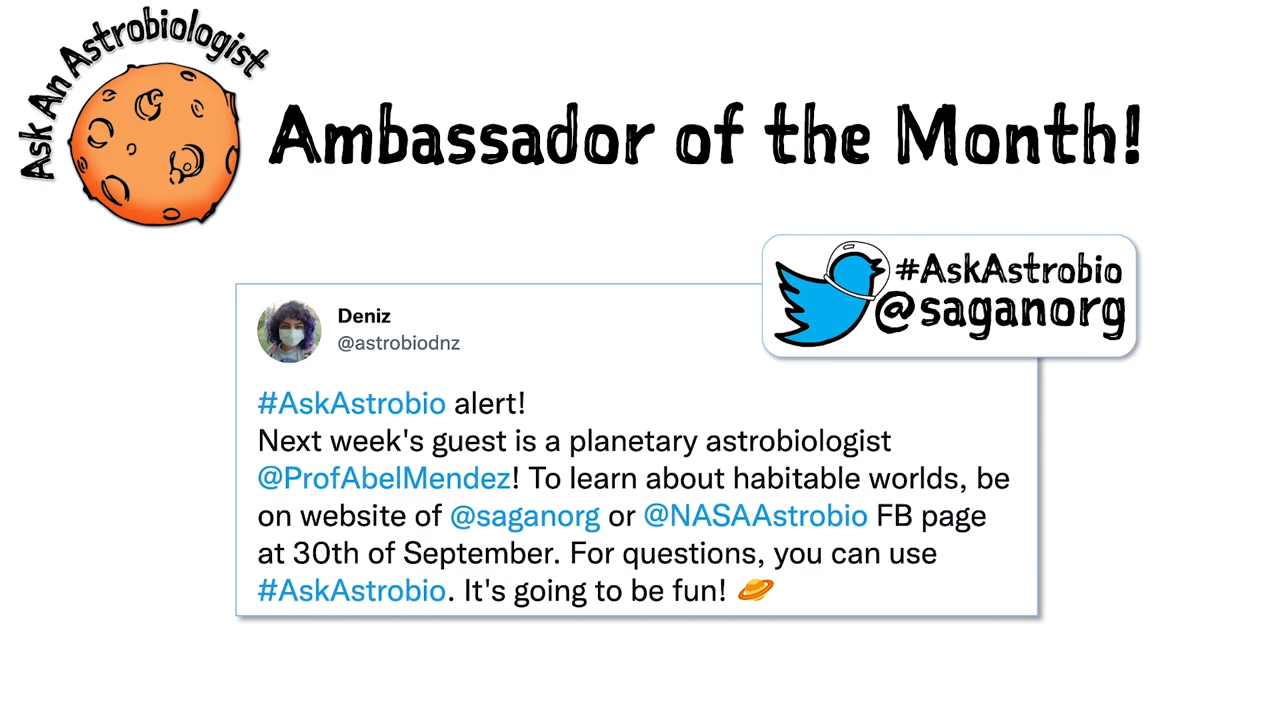 Ask An Astrobiologist
Ambassador of the Month!
#AskAstrobio
@saganorg
Deniz
@astrobiodnz
#AskAstrobio alert!
Next week's guest is a planetary astrobiologist
@ProfAbelMendez! To learn about habitable worlds, be
on website of @saganorg or @NASAAstrobio FB page
at 30th of September. For questions, you can use
#AskAstrobio. It's going to be fun! 🪐